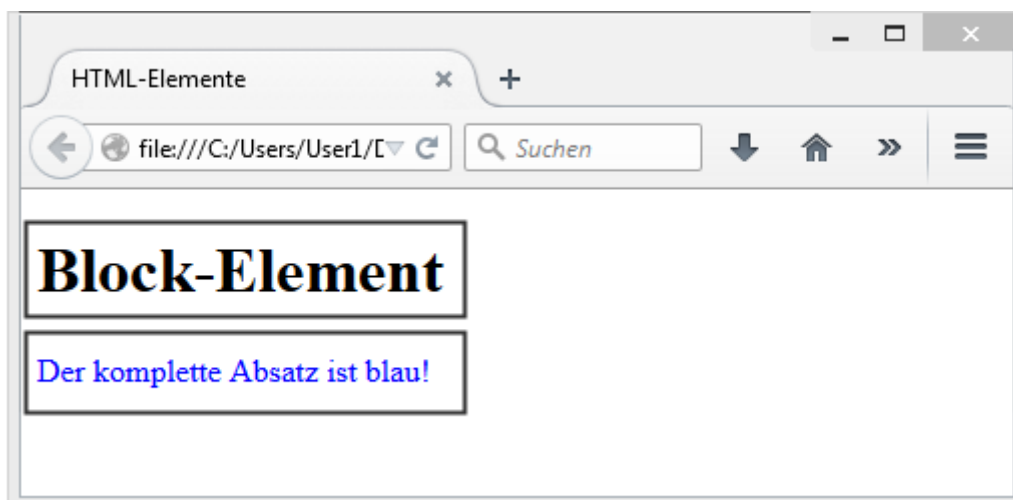 HTML-Elemente
file:///C:/Users/User1/D
Suchen
Block-Element
Der komplette Absatz ist blau!